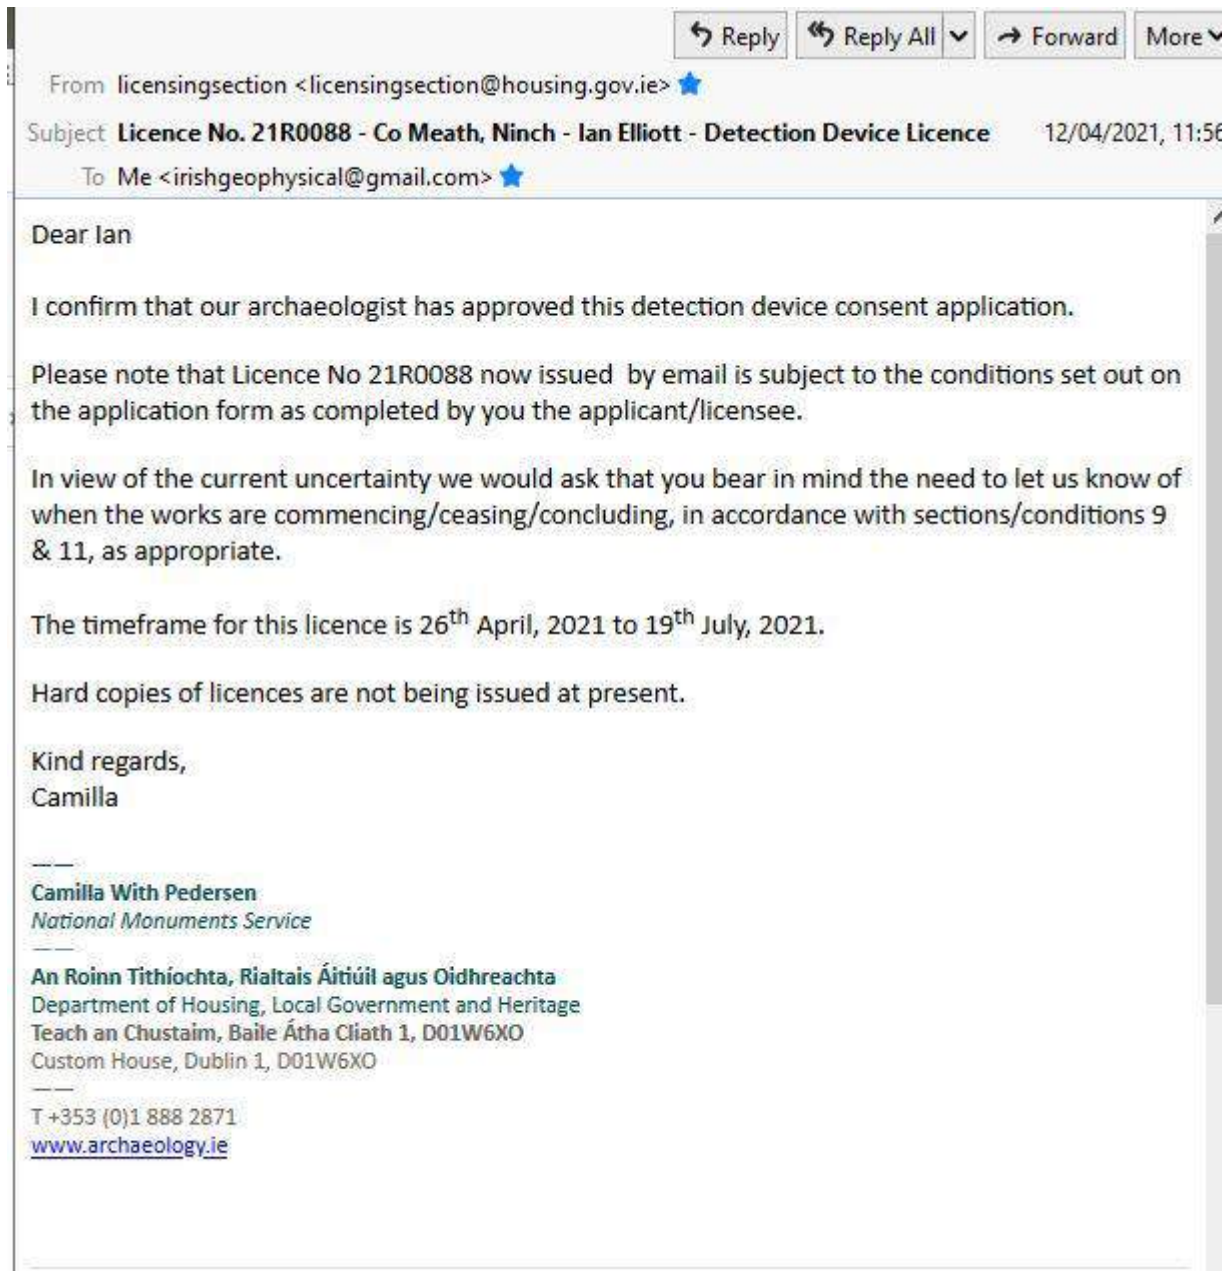 Reply Reply All Forward More
From licensingsection <licensingsection@housing.gov.ie>
Subject Licence No. 21R0088 - Co Meath, Ninch - Ian Elliott - Detection Device Licence 12/04/2021, 11:56
To Me <irishgeophysical@gmail.com>
Dear Ian
I confirm that our archaeologist has approved this detection device consent application.
Please note that Licence No 21R0088 now issued by email is subject to the conditions set out on
the application form as completed by you the applicant/licensee.
In view of the current uncertainty we would ask that you bear in mind the need to let us know of
when the works are commencing/ceasing/concluding, in accordance with sections/conditions 9
& 11, as appropriate.
The timeframe for this licence is 26th April, 2021 to 19th July, 2021.
Hard copies of licences are not being issued at present.
Kind regards,
Camilla
——
Camilla With Pedersen
National Monuments Service
——
An Roinn Tithíochta, Rialtais Áitiúil agus Oidhreachta
Department of Housing, Local Government and Heritage
Teach an Chustaim, Baile Átha Cliath 1, D01W6XO
Custom House, Dublin 1, D01W6XO
——
T +353 (0)1 888 2871
www.archaeology.ie